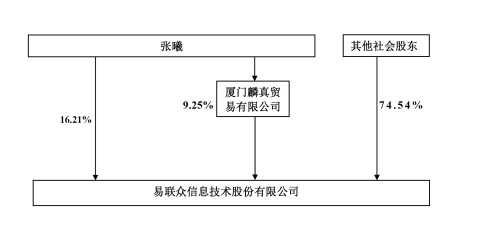 张曦
其他社会股东
厦门麟真贸
易有限公司
9.25%
74.54%
16.21%
易联众信息技术股份有限公司